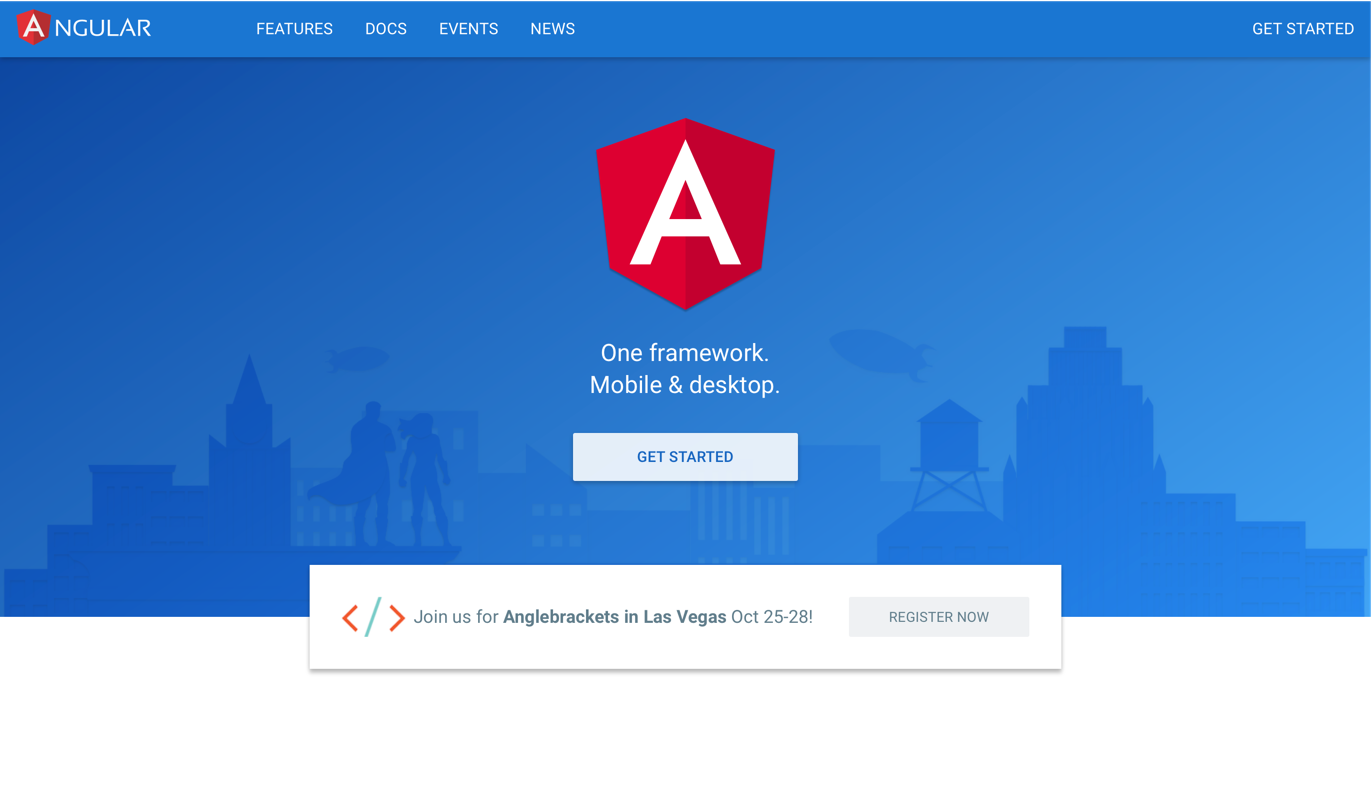 ANGULAR
FEATURES
DOCS
EVENTS
NEWS
GET STARTED
A
One framework.
Mobile & desktop.
GET STARTED
</> Join us for Anglebrackets in Las Vegas Oct 25-28!
REGISTER NOW